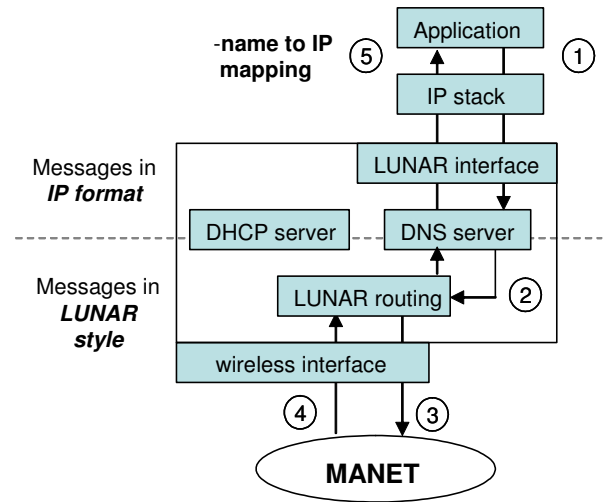 Application
-name to IP
mapping
⑤
①
IP stack
Messages in
IP format
LUNAR interface
DHCP server
DNS server
Messages in
LUNAR
style
LUNAR routing
②
wireless interface
④
③
MANET